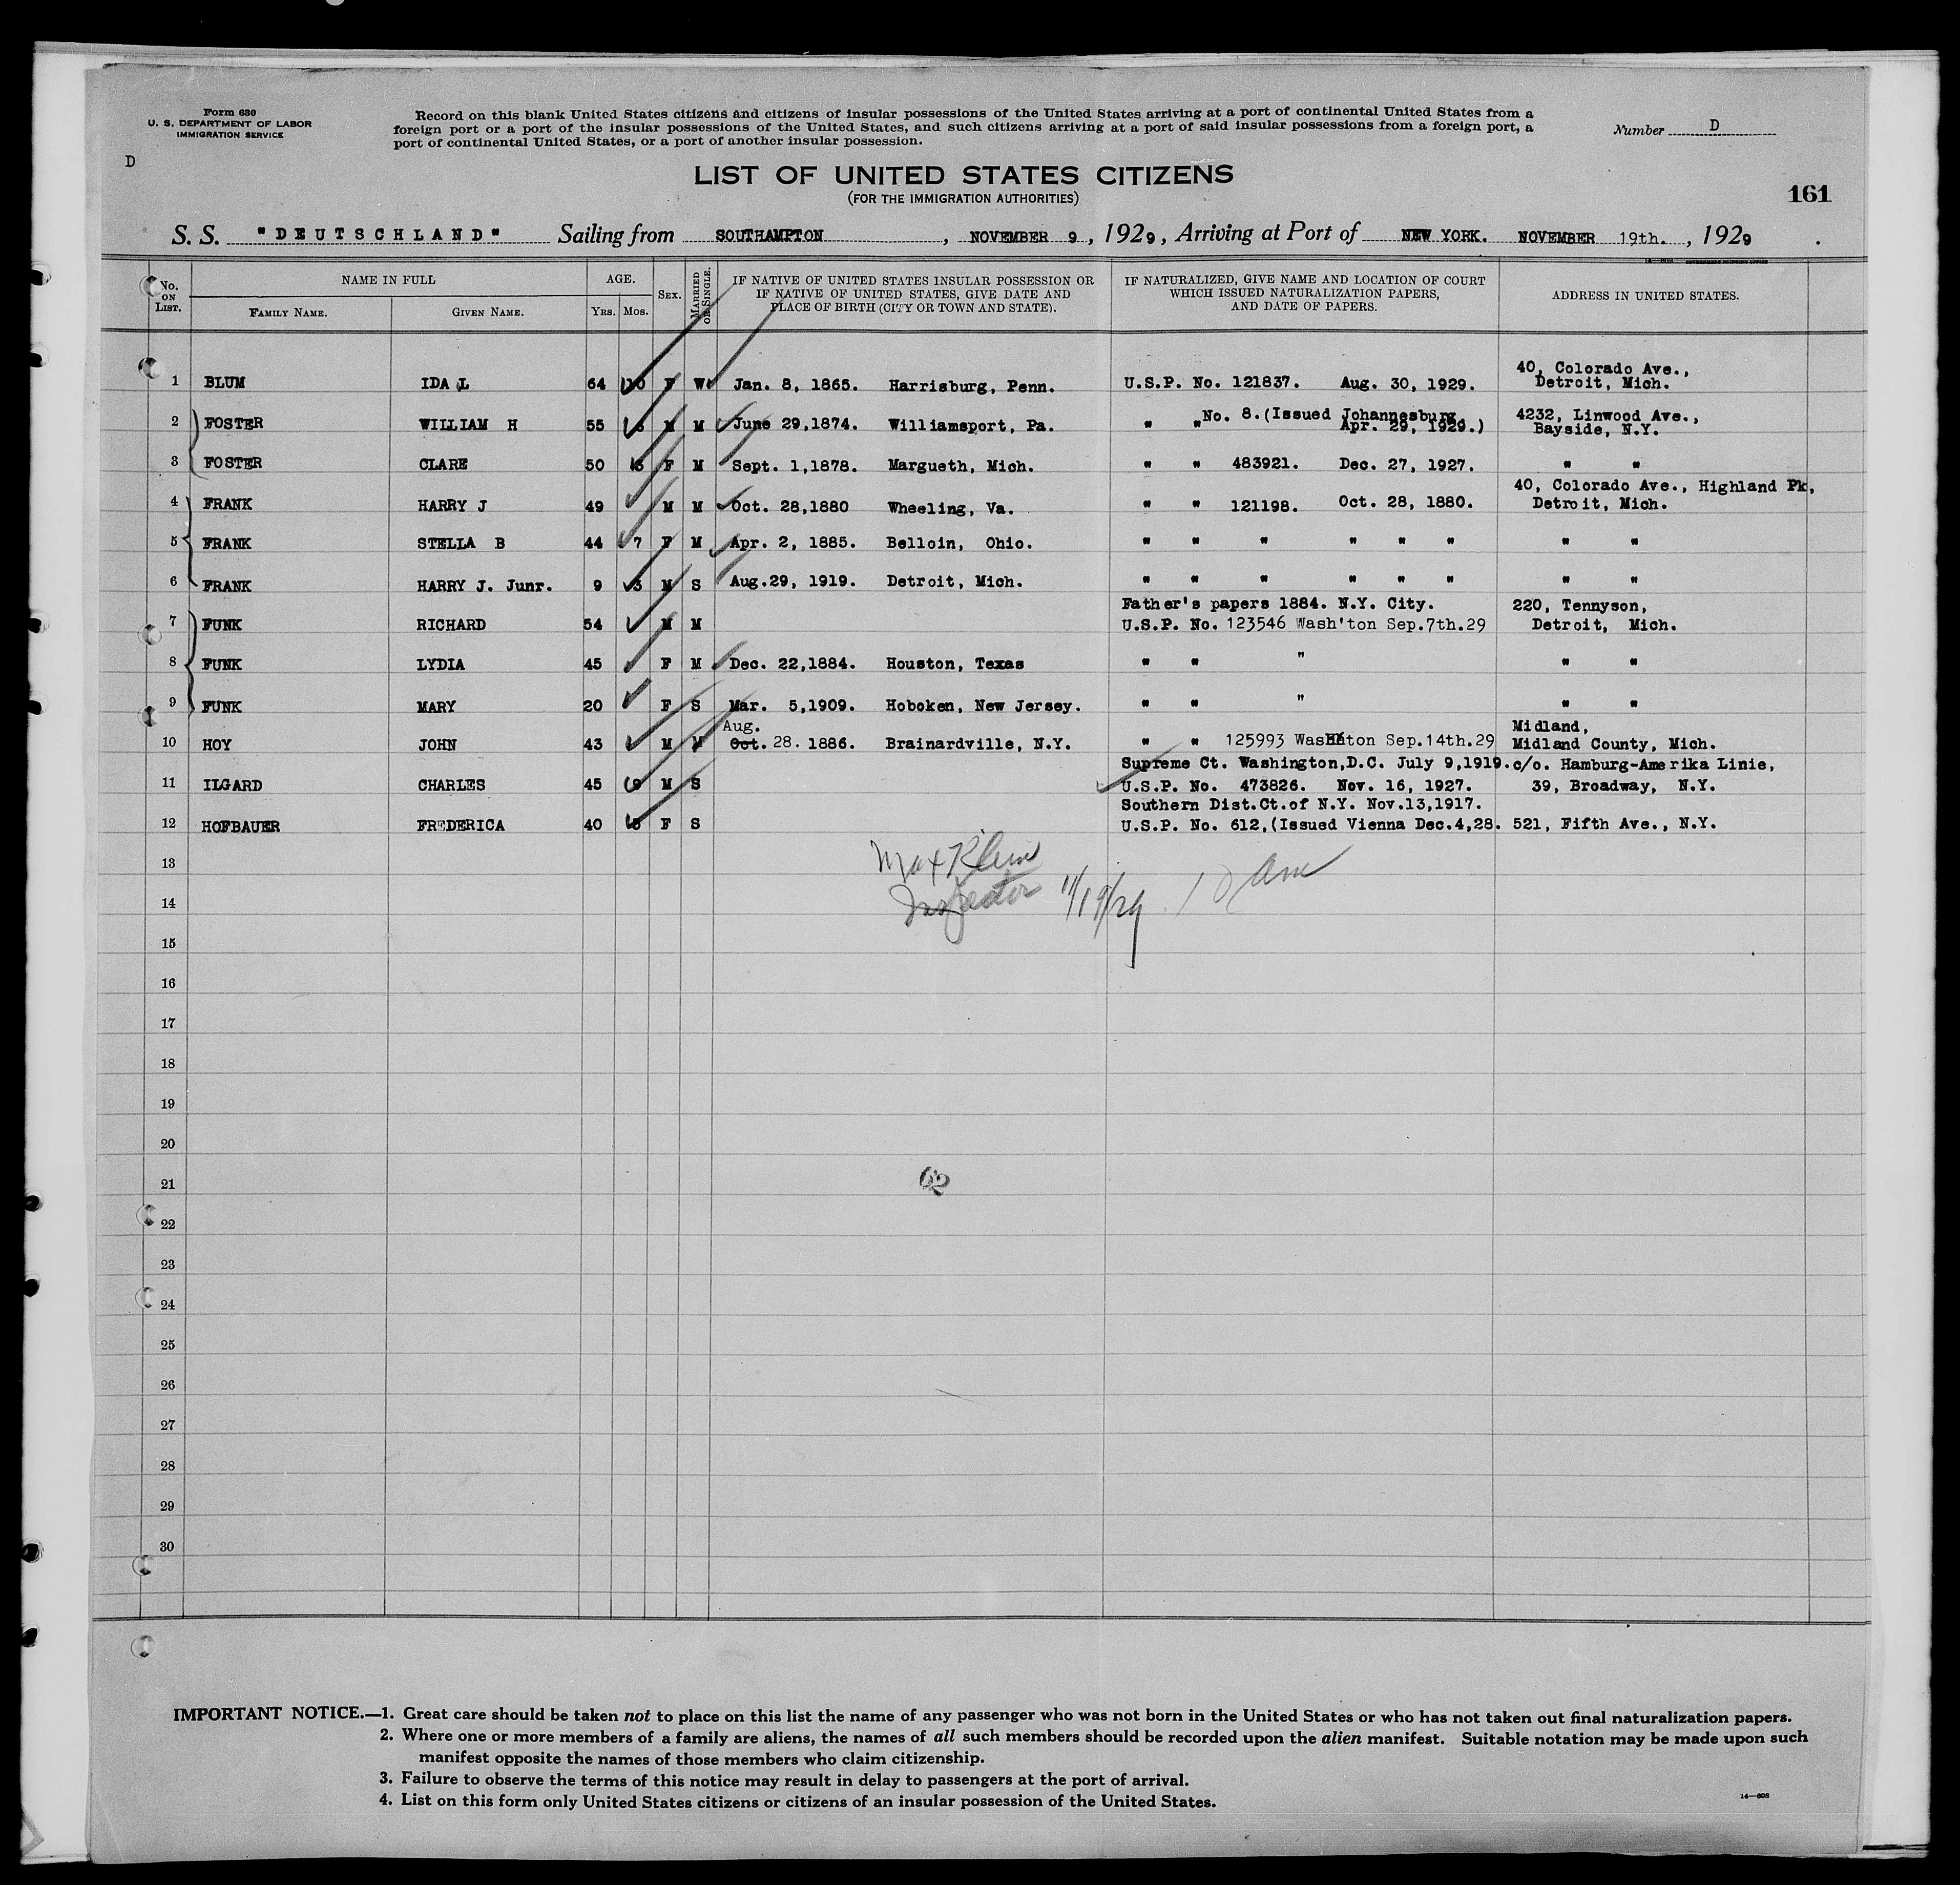 Form 630
U. S. DEPARTMENT OF LABOR
IMMIGRATION SERVICE
Record on this blank United States citizens and citizens of insular possessions of the United States arriving at a port of continental United States from a
foreign port or a port of the insular possessions of the United States, and such citizens arriving at a port of said insular possessions from a foreign port, a
port of continental United States, or a port of another insular possession.
Number D
D
LIST OF UNITED STATES CITIZENS
(FOR THE IMMIGRATION AUTHORITIES)
161
S. S. "DEUTSCHLAND" Sailing from SOUTHAMPTON, NOVEMBER 9, 1929, Arriving at Port of NEW YORK. NOVEMBER 19th., 1929.
No. ON LIST. NAME IN FULL FAMILY NAME. GIVEN NAME. AGE. YRS. MOS. SEX. MARRIED OR SINGLE. IF NATIVE OF UNITED STATES INSULAR POSSESSION OR IF NATIVE OF UNITED STATES, GIVE DATE AND PLACE OF BIRTH (CITY OR TOWN AND STATE). IF NATURALIZED, GIVE NAME AND LOCATION OF COURT WHICH ISSUED NATURALIZATION PAPERS, AND DATE OF PAPERS. ADDRESS IN UNITED STATES.
40, Colorado Ave.,
1 BLUM IDA L 64 10 F W Jan. 8, 1865. Harrisburg, Penn. U.S.P. No. 121837. Aug. 30, 1929. Detroit, Mich.
No. 8.(Issued Johannesburg, 4232, Linwood Ave.,
2 FOSTER WILLIAM H 55 M M June 29,1874. Williamsport, Pa. " " Apr. 29, 1929.) Bayside, N.Y.
3 FOSTER CLARE 50 F M Sept. 1,1878. Margueth, Mich. " " 483921. Dec. 27, 1927. " "
40, Colorado Ave., Highland Pk,
4 FRANK HARRY J 49 M M Oct. 28,1880 Wheeling, Va. " " 121198. Oct. 28, 1880. Detroit, Mich.
5 FRANK STELLA B 44 7 F M Apr. 2, 1885. Belloin, Ohio. " " " " " " " "
6 FRANK HARRY J. Junr. 9 3 M S Aug.29, 1919. Detroit, Mich. " " " " " " " "
Father's papers 1884. N.Y. City. 220, Tennyson,
7 FUNK RICHARD 54 M M U.S.P. No. 123546 Wash'ton Sep.7th.29 Detroit, Mich.
8 FUNK LYDIA 45 F M Dec. 22,1884. Houston, Texas " " " " "
9 FUNK MARY 20 F S Mar. 5,1909. Hoboken, New Jersey. " " " " "
Aug. Midland,
10 HOY JOHN 43 M M Oct. 28. 1886. Brainardville, N.Y. " " 125993 Sep.14th.29 Midland County, Mich.
Supreme Ct. Washington,D.C. July 9,1919. c/o. Hamburg-Amerika Linie,
11 ILGARD CHARLES 45 M S U.S.P. No. 473826. Nov. 16, 1927. 39, Broadway, N.Y.
Southern Dist.Ct.of N.Y. Nov.13,1917.
12 HOFBAUER FREDERICA 40 F S U.S.P. No. 612,(Issued Vienna Dec.4,28. 521, Fifth Ave., N.Y.
13
Max Klein
14
Inspector 11/19/29 10 am
15
16
17
18
19
20
21
22
23
24
25
26
27
28
29
30
IMPORTANT NOTICE.—1. Great care should be taken not to place on this list the name of any passenger who was not born in the United States or who has not taken out final naturalization papers.
2. Where one or more members of a family are aliens, the names of all such members should be recorded upon the alien manifest. Suitable notation may be made upon such
manifest opposite the names of those members who claim citizenship.
3. Failure to observe the terms of this notice may result in delay to passengers at the port of arrival.
4. List on this form only United States citizens or citizens of an insular possession of the United States.